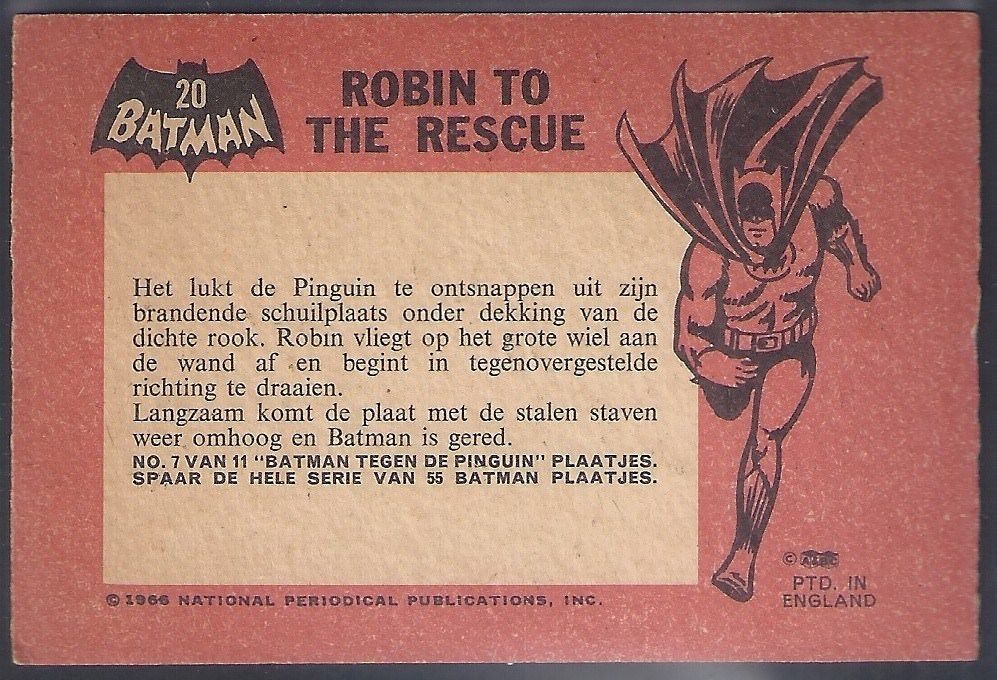 20
BATMAN
ROBIN TO
THE RESCUE
Het lukt de Pinguin te ontsnappen uit zijn
brandende schuilplaats onder dekking van de
dichte rook. Robin vliegt op het grote wiel aan
de wand af en begint in tegenovergestelde
richting te draaien.
Langzaam komt de plaat met de stalen staven
weer omhoog en Batman is gered.
NO. 7 VAN 11 “BATMAN TEGEN DE PINGUIN” PLAATJES.
SPAAR DE HELE SERIE VAN 55 BATMAN PLAATJES.
© 1966 NATIONAL PERIODICAL PUBLICATIONS, INC.
©
PTD. IN
ENGLAND